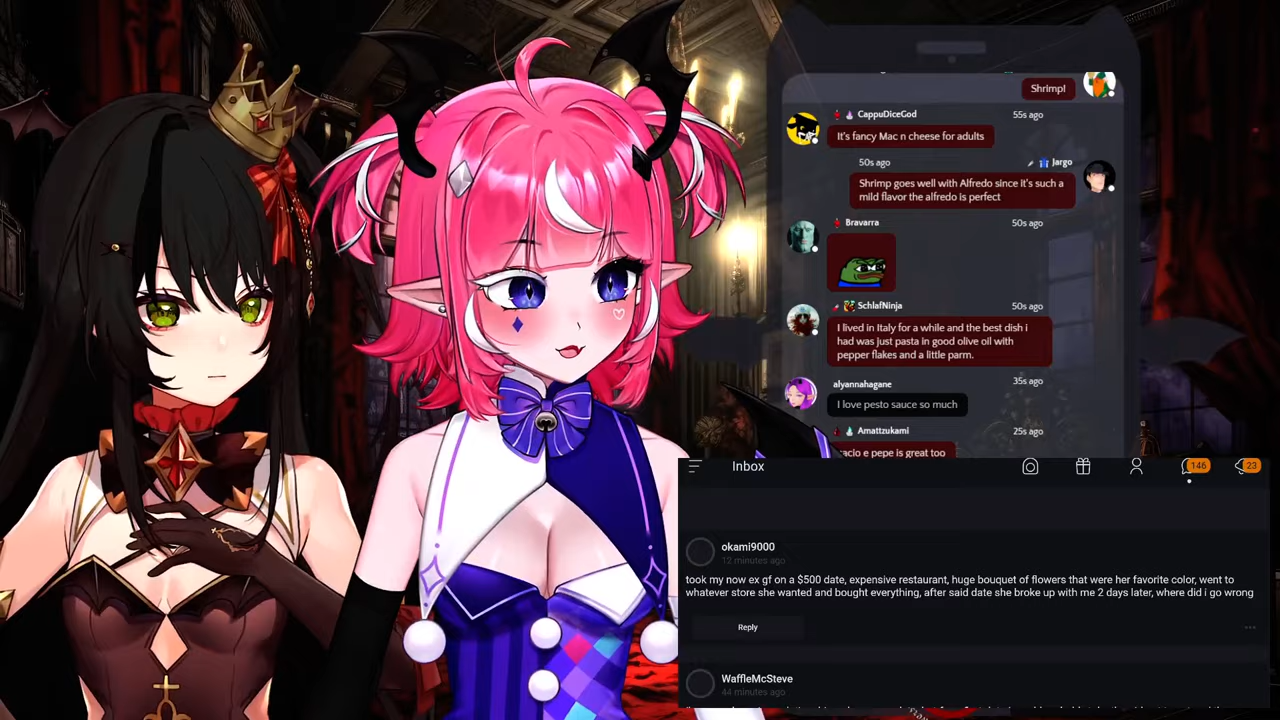 Shrimp!
CappuDiceGod
55s ago
It's fancy Mac n cheese for adults
50s ago
Jargo
Shrimp goes well with Alfredo since it's such a
mild flavor the alfredo is perfect
Bravarra
50s ago
SchlafNinja
50s ago
I lived in Italy for a while and the best dish i
had was just pasta in good olive oil with
pepper flakes and a little parm.
alyannahagane
35s ago
I love pesto sauce so much
Amattzukami
25s ago
acio e pepe is great too
Inbox
146
23
okami9000
12 minutes ago
took my now ex gf on a $500 date, expensive restaurant, huge bouquet of flowers that were her favorite color, went to
whatever store she wanted and bought everything, after said date she broke up with me 2 days later, where did i go wrong
Reply
WaffleMcSteve
44 minutes ago